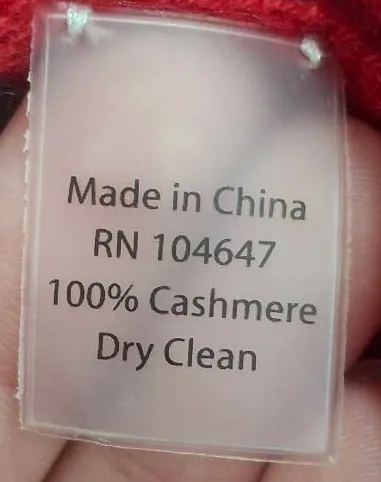 Made in China
RN 104647
100% Cashmere
Dry Clean